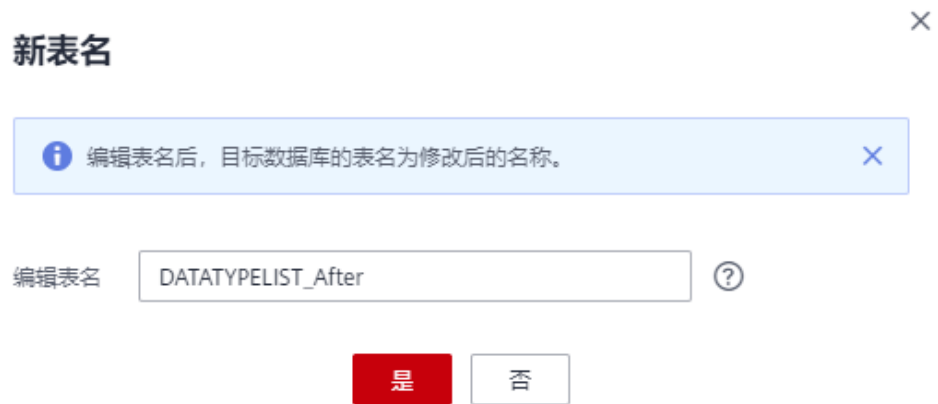 新表名
编辑表名后，目标数据库的表名为修改后的名称。
编辑表名 DATATYPELIST_After
是 否